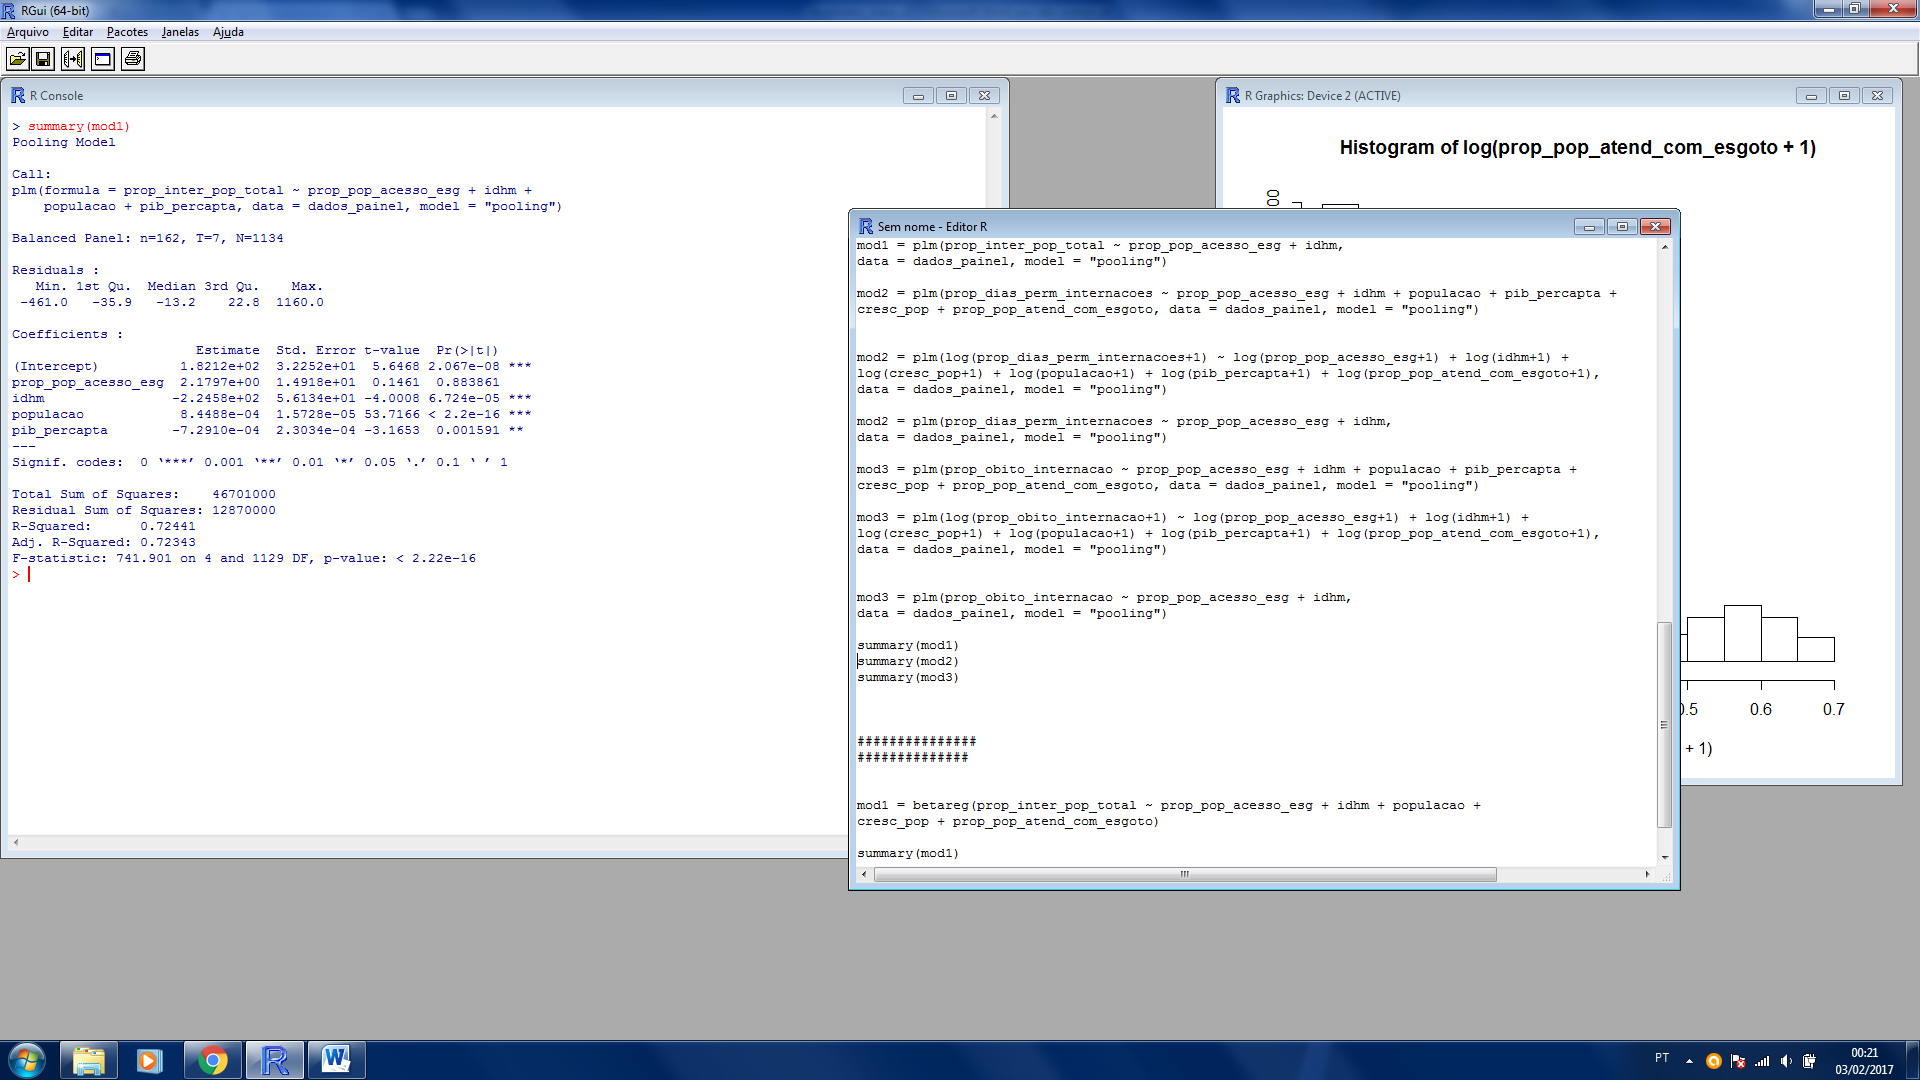 RGui (64-bit)
Arquivo Editar Pacotes Janelas Ajuda
R Console
> summary(mod1)
Pooling Model
Call:
plm(formula = prop_inter_pop_total ~ prop_pop_acesso_esg + idhm +
    populacao + pib_percapta, data = dados_painel, model = "pooling")
Balanced Panel: n=162, T=7, N=1134
Residuals :
   Min. 1st Qu.  Median 3rd Qu.    Max.
 -461.0   -35.9   -13.2    22.8  1160.0
Coefficients :
                       Estimate  Std. Error t-value  Pr(>|t|)
(Intercept)          1.8212e+02  3.2252e+01  5.6468 2.067e-08 ***
prop_pop_acesso_esg  2.1797e+00  1.4918e+01  0.1461  0.883861
idhm                -2.2458e+02  5.6134e+01 -4.0008 6.724e-05 ***
populacao            8.4488e-04  1.5728e-05 53.7166 < 2.2e-16 ***
pib_percapta        -7.2910e-04  2.3034e-04 -3.1653  0.001591 **
---
Signif. codes:  0 ‘***’ 0.001 ‘**’ 0.01 ‘*’ 0.05 ‘.’ 0.1 ‘ ’ 1
Total Sum of Squares:    46701000
Residual Sum of Squares: 12870000
R-Squared:      0.72441
Adj. R-Squared: 0.72343
F-statistic: 741.901 on 4 and 1129 DF, p-value: < 2.22e-16
>
R Graphics: Device 2 (ACTIVE)
Histogram of log(prop_pop_atend_com_esgoto + 1)
Sem nome - Editor R
mod1 = plm(prop_inter_pop_total ~ prop_pop_acesso_esg + idhm,
data = dados_painel, model = "pooling")
mod2 = plm(prop_dias_perm_internacoes ~ prop_pop_acesso_esg + idhm + populacao + pib_percapta +
cresc_pop + prop_pop_atend_com_esgoto, data = dados_painel, model = "pooling")
mod2 = plm(log(prop_dias_perm_internacoes+1) ~ log(prop_pop_acesso_esg+1) + log(idhm+1) +
log(cresc_pop+1) + log(populacao+1) + log(pib_percapta+1) + log(prop_pop_atend_com_esgoto+1),
data = dados_painel, model = "pooling")
mod2 = plm(prop_dias_perm_internacoes ~ prop_pop_acesso_esg + idhm,
data = dados_painel, model = "pooling")
mod3 = plm(prop_obito_internacao ~ prop_pop_acesso_esg + idhm + populacao + pib_percapta +
cresc_pop + prop_pop_atend_com_esgoto, data = dados_painel, model = "pooling")
mod3 = plm(log(prop_obito_internacao+1) ~ log(prop_pop_acesso_esg+1) + log(idhm+1) +
log(cresc_pop+1) + log(populacao+1) + log(pib_percapta+1) + log(prop_pop_atend_com_esgoto+1),
data = dados_painel, model = "pooling")
mod3 = plm(prop_obito_internacao ~ prop_pop_acesso_esg + idhm,
data = dados_painel, model = "pooling")
summary(mod1)
summary(mod2)
summary(mod3)
###############
##############
mod1 = betareg(prop_inter_pop_total ~ prop_pop_acesso_esg + idhm + populacao +
cresc_pop + prop_pop_atend_com_esgoto)
summary(mod1)
0.6 0.7
+ 1)
PT
00:21
03/02/2017